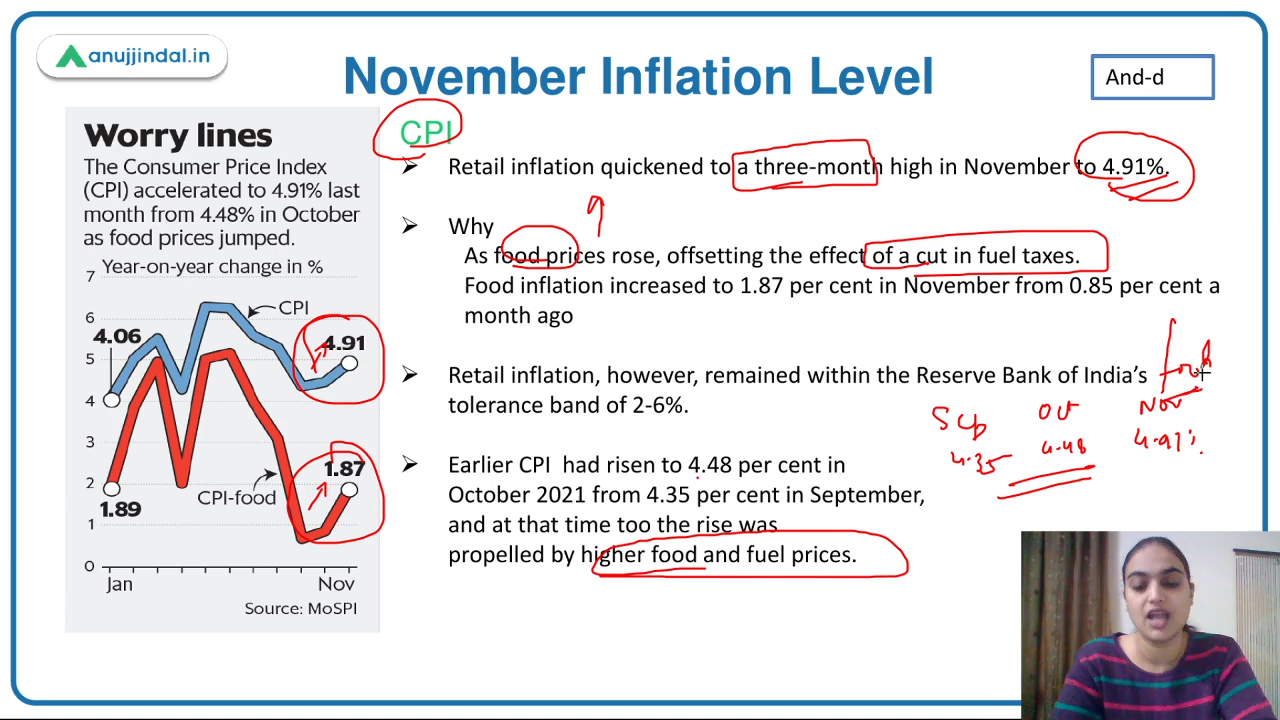 anujjindal.in
November Inflation Level
And-d
Worry lines
The Consumer Price Index
(CPI) accelerated to 4.91% last
month from 4.48% in October
as food prices jumped.
Year-on-year change in %
7
6
5
4
3
2
1
0
CPI
4.06
4.91
1.87
CPI-food
1.89
Jan
Nov
Source: MoSPI
CPI
➢ Retail inflation quickened to a three-month high in November to 4.91%.
➢ Why
As food prices rose, offsetting the effect of a cut in fuel taxes.
Food inflation increased to 1.87 per cent in November from 0.85 per cent a
month ago
➢ Retail inflation, however, remained within the Reserve Bank of India’s
tolerance band of 2-6%.
➢ Earlier CPI had risen to 4.48 per cent in
October 2021 from 4.35 per cent in September,
and at that time too the rise was
propelled by higher food and fuel prices.
Sep Oct Nov
4.35 4.48 4.91%